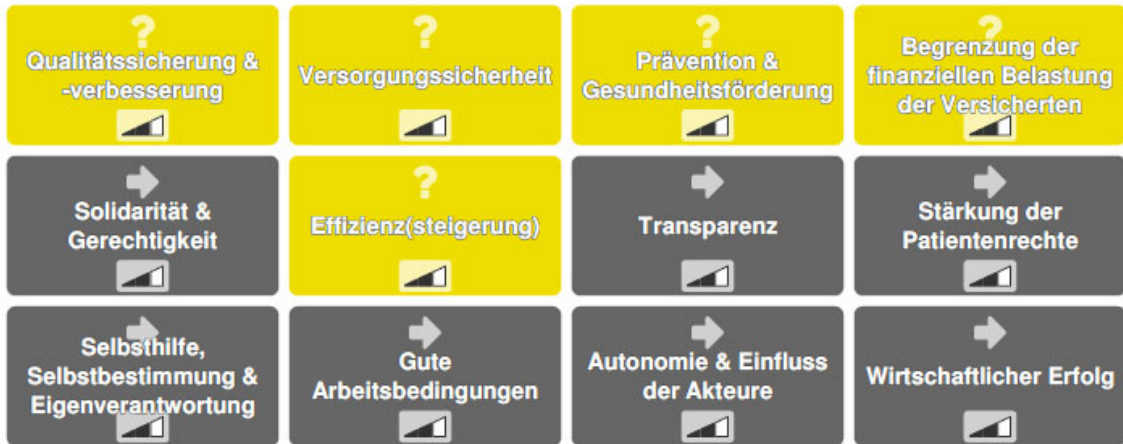 ?
Qualitätssicherung &
-verbesserung
?
Versorgungssicherheit
?
Prävention &
Gesundheitsförderung
?
Begrenzung der
finanziellen Belastung
der Versicherten
Solidarität &
Gerechtigkeit
?
Effizienz(steigerung)
Transparenz
Stärkung der
Patientenrechte
Selbsthilfe,
Selbstbestimmung &
Eigenverantwortung
Gute
Arbeitsbedingungen
Autonomie & Einfluss
der Akteure
Wirtschaftlicher Erfolg